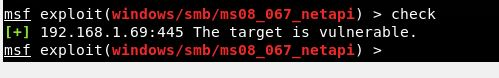 msf exploit(windows/smb/ms08_067_netapi) > check
[+] 192.168.1.69:445 The target is vulnerable.
msf exploit(windows/smb/ms08_067_netapi) >